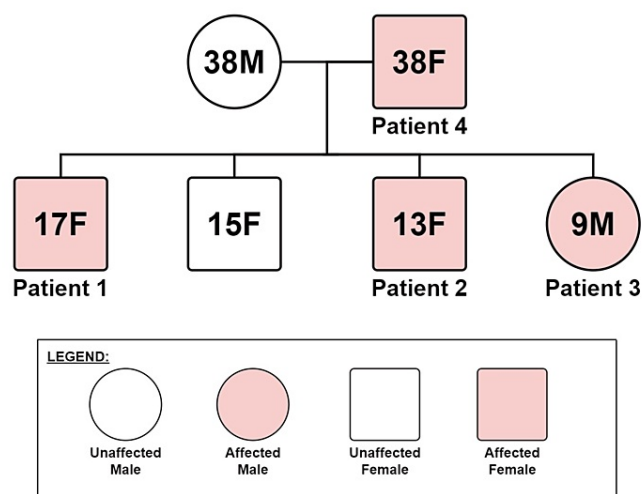 38M 38F
Patient 4
17F 15F 13F 9M
Patient 1 Patient 2 Patient 3
LEGEND:
Unaffected Male
Affected Male
Unaffected Female
Affected Female